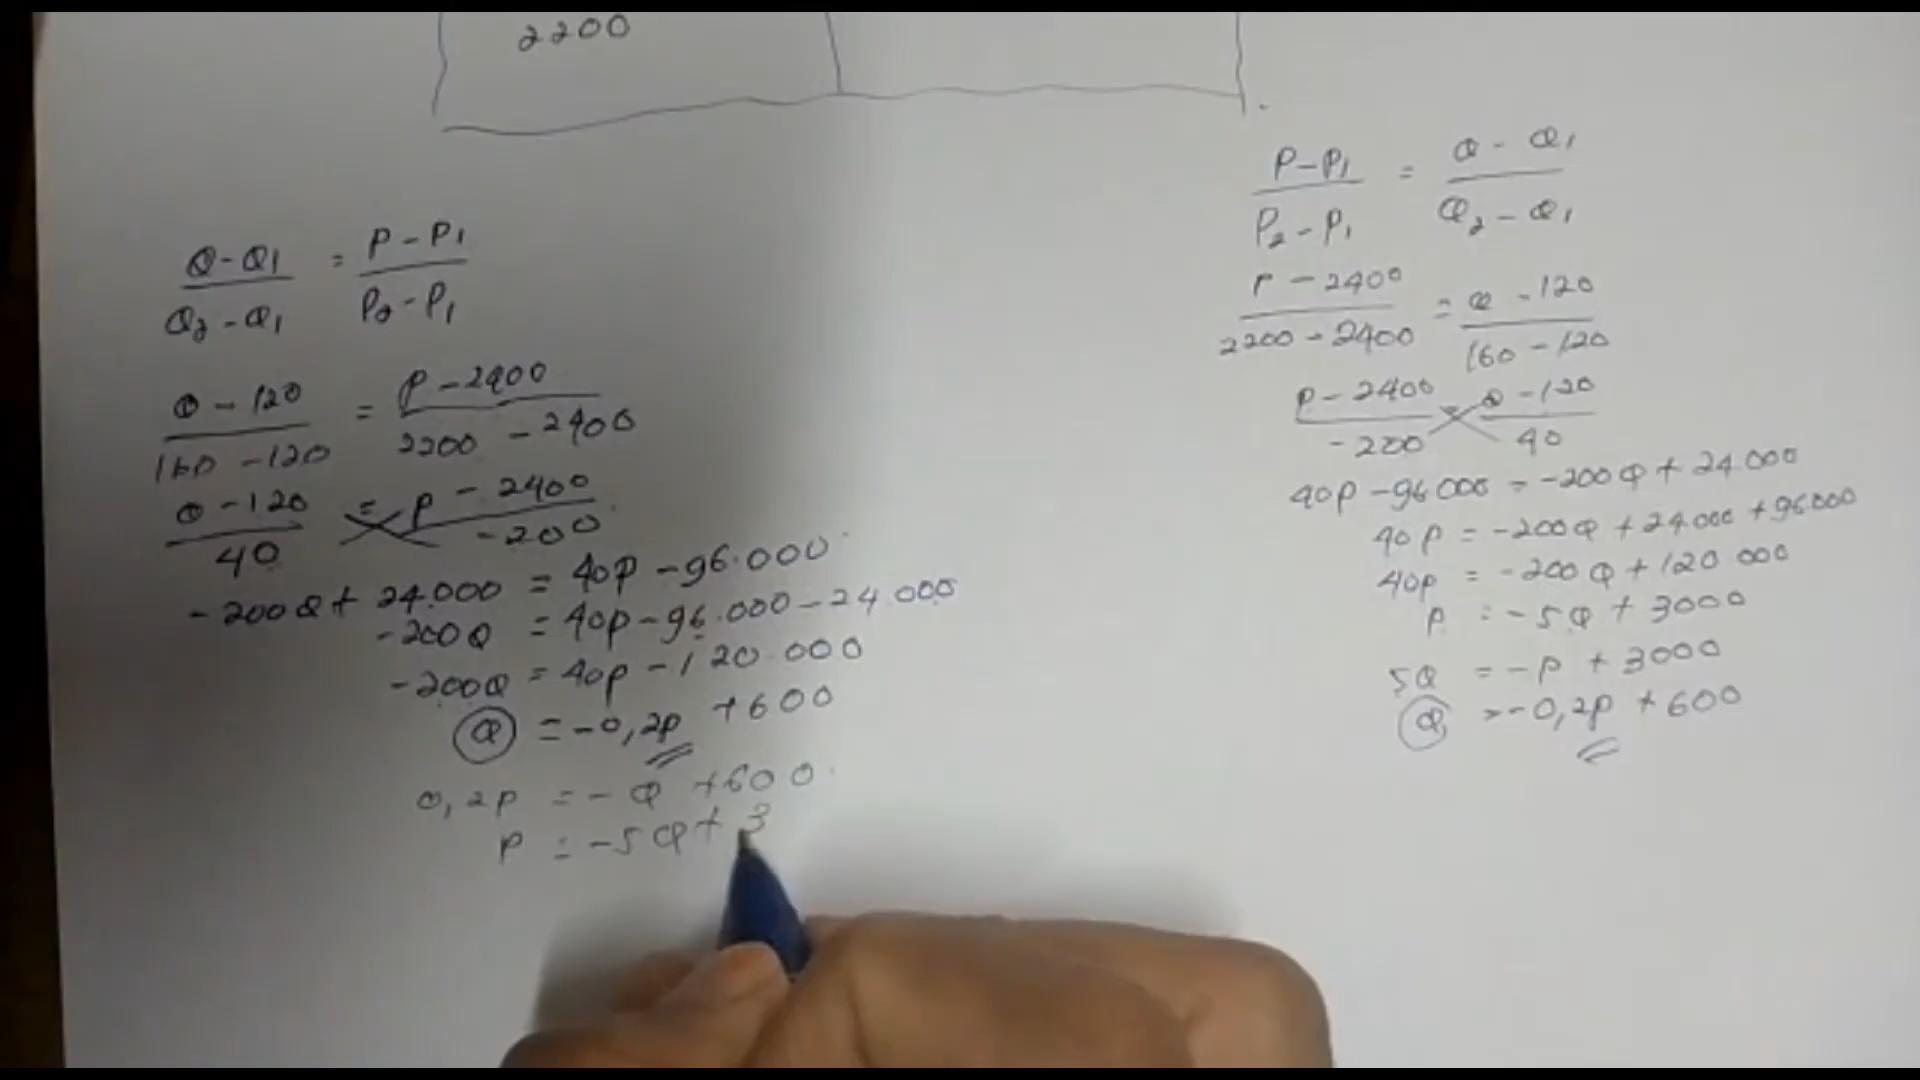 2200
Q - Q1 / Q2 - Q1 = P - P1 / P2 - P1
Q - 120 / 160 - 120 = P - 2400 / 2200 - 2400
Q - 120 / 40 = P - 2400 / -200
-200Q + 24.000 = 40P - 96.000
-200Q = 40P - 96.000 - 24.000
-200Q = 40P - 120.000
Q = -0,2P + 600
0,2P = -Q + 600
P = -5Q + 3
P - P1 / P2 - P1 = Q - Q1 / Q2 - Q1
P - 2400 / 2200 - 2400 = Q - 120 / 160 - 120
P - 2400 / -200 = Q - 120 / 40
40P - 96.000 = -200Q + 24.000
40P = -200Q + 24.000 + 96.000
40P = -200Q + 120 000
P = -5Q + 3000
5Q = -P + 3000
Q = -0,2P + 600